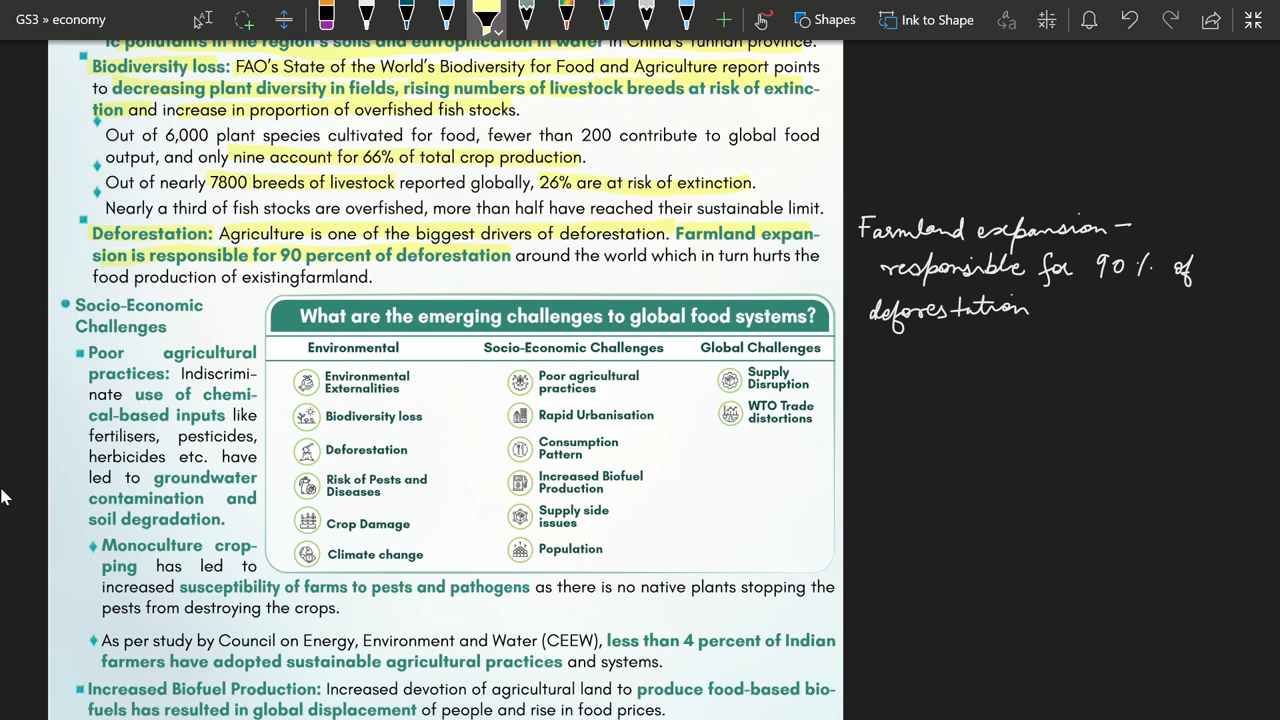 GS3 » economy
Shapes
Ink to Shape
ic pollutants in the region's soils and eutrophication in water in China's Yunnan province.
Biodiversity loss: FAO's State of the World's Biodiversity for Food and Agriculture report points
to decreasing plant diversity in fields, rising numbers of livestock breeds at risk of extinc-
tion and increase in proportion of overfished fish stocks.
Out of 6,000 plant species cultivated for food, fewer than 200 contribute to global food
output, and only nine account for 66% of total crop production.
Out of nearly 7800 breeds of livestock reported globally, 26% are at risk of extinction.
Nearly a third of fish stocks are overfished, more than half have reached their sustainable limit.
Deforestation: Agriculture is one of the biggest drivers of deforestation. Farmland expan-
sion is responsible for 90 percent of deforestation around the world which in turn hurts the
food production of existingfarmland.
Socio-Economic
Challenges
Poor agricultural
practices: Indiscrimi-
nate use of chemi-
cal-based inputs like
fertilisers, pesticides,
herbicides etc. have
led to groundwater
contamination and
soil degradation.
What are the emerging challenges to global food systems?
Environmental
Environmental
Externalities
Biodiversity loss
Deforestation
Risk of Pests and
Diseases
Crop Damage
Climate change
Socio-Economic Challenges
Poor agricultural
practices
Rapid Urbanisation
Consumption
Pattern
Increased Biofuel
Production
Supply side
issues
Population
Global Challenges
Supply
Disruption
WTO Trade
distortions
Monoculture crop-
ping has led to
increased susceptibility of farms to pests and pathogens as there is no native plants stopping the
pests from destroying the crops.
As per study by Council on Energy, Environment and Water (CEEW), less than 4 percent of Indian
farmers have adopted sustainable agricultural practices and systems.
Increased Biofuel Production: Increased devotion of agricultural land to produce food-based bio-
fuels has resulted in global displacement of people and rise in food prices.
Farmland expansion –
responsible for 90% of
deforestation